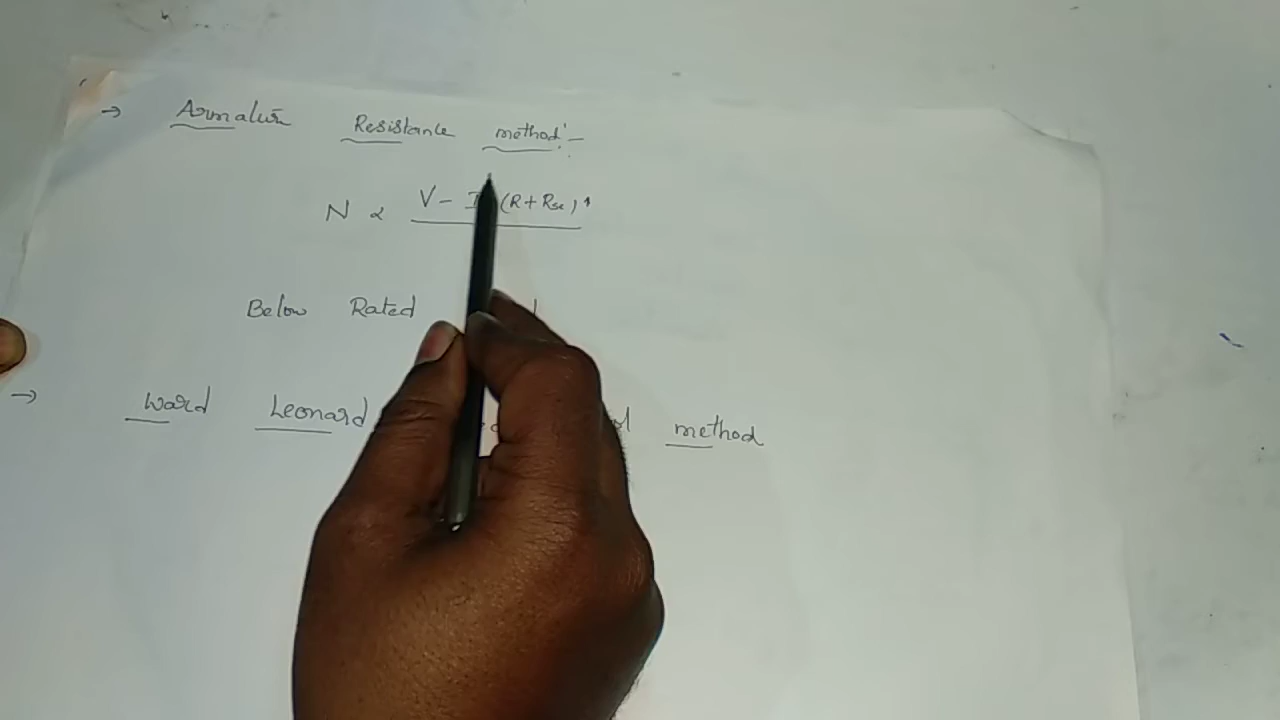 → Armature Resistance method:-
N ∝ V - I (R + Rse) ↑
Below Rated
→ Ward Leonard method